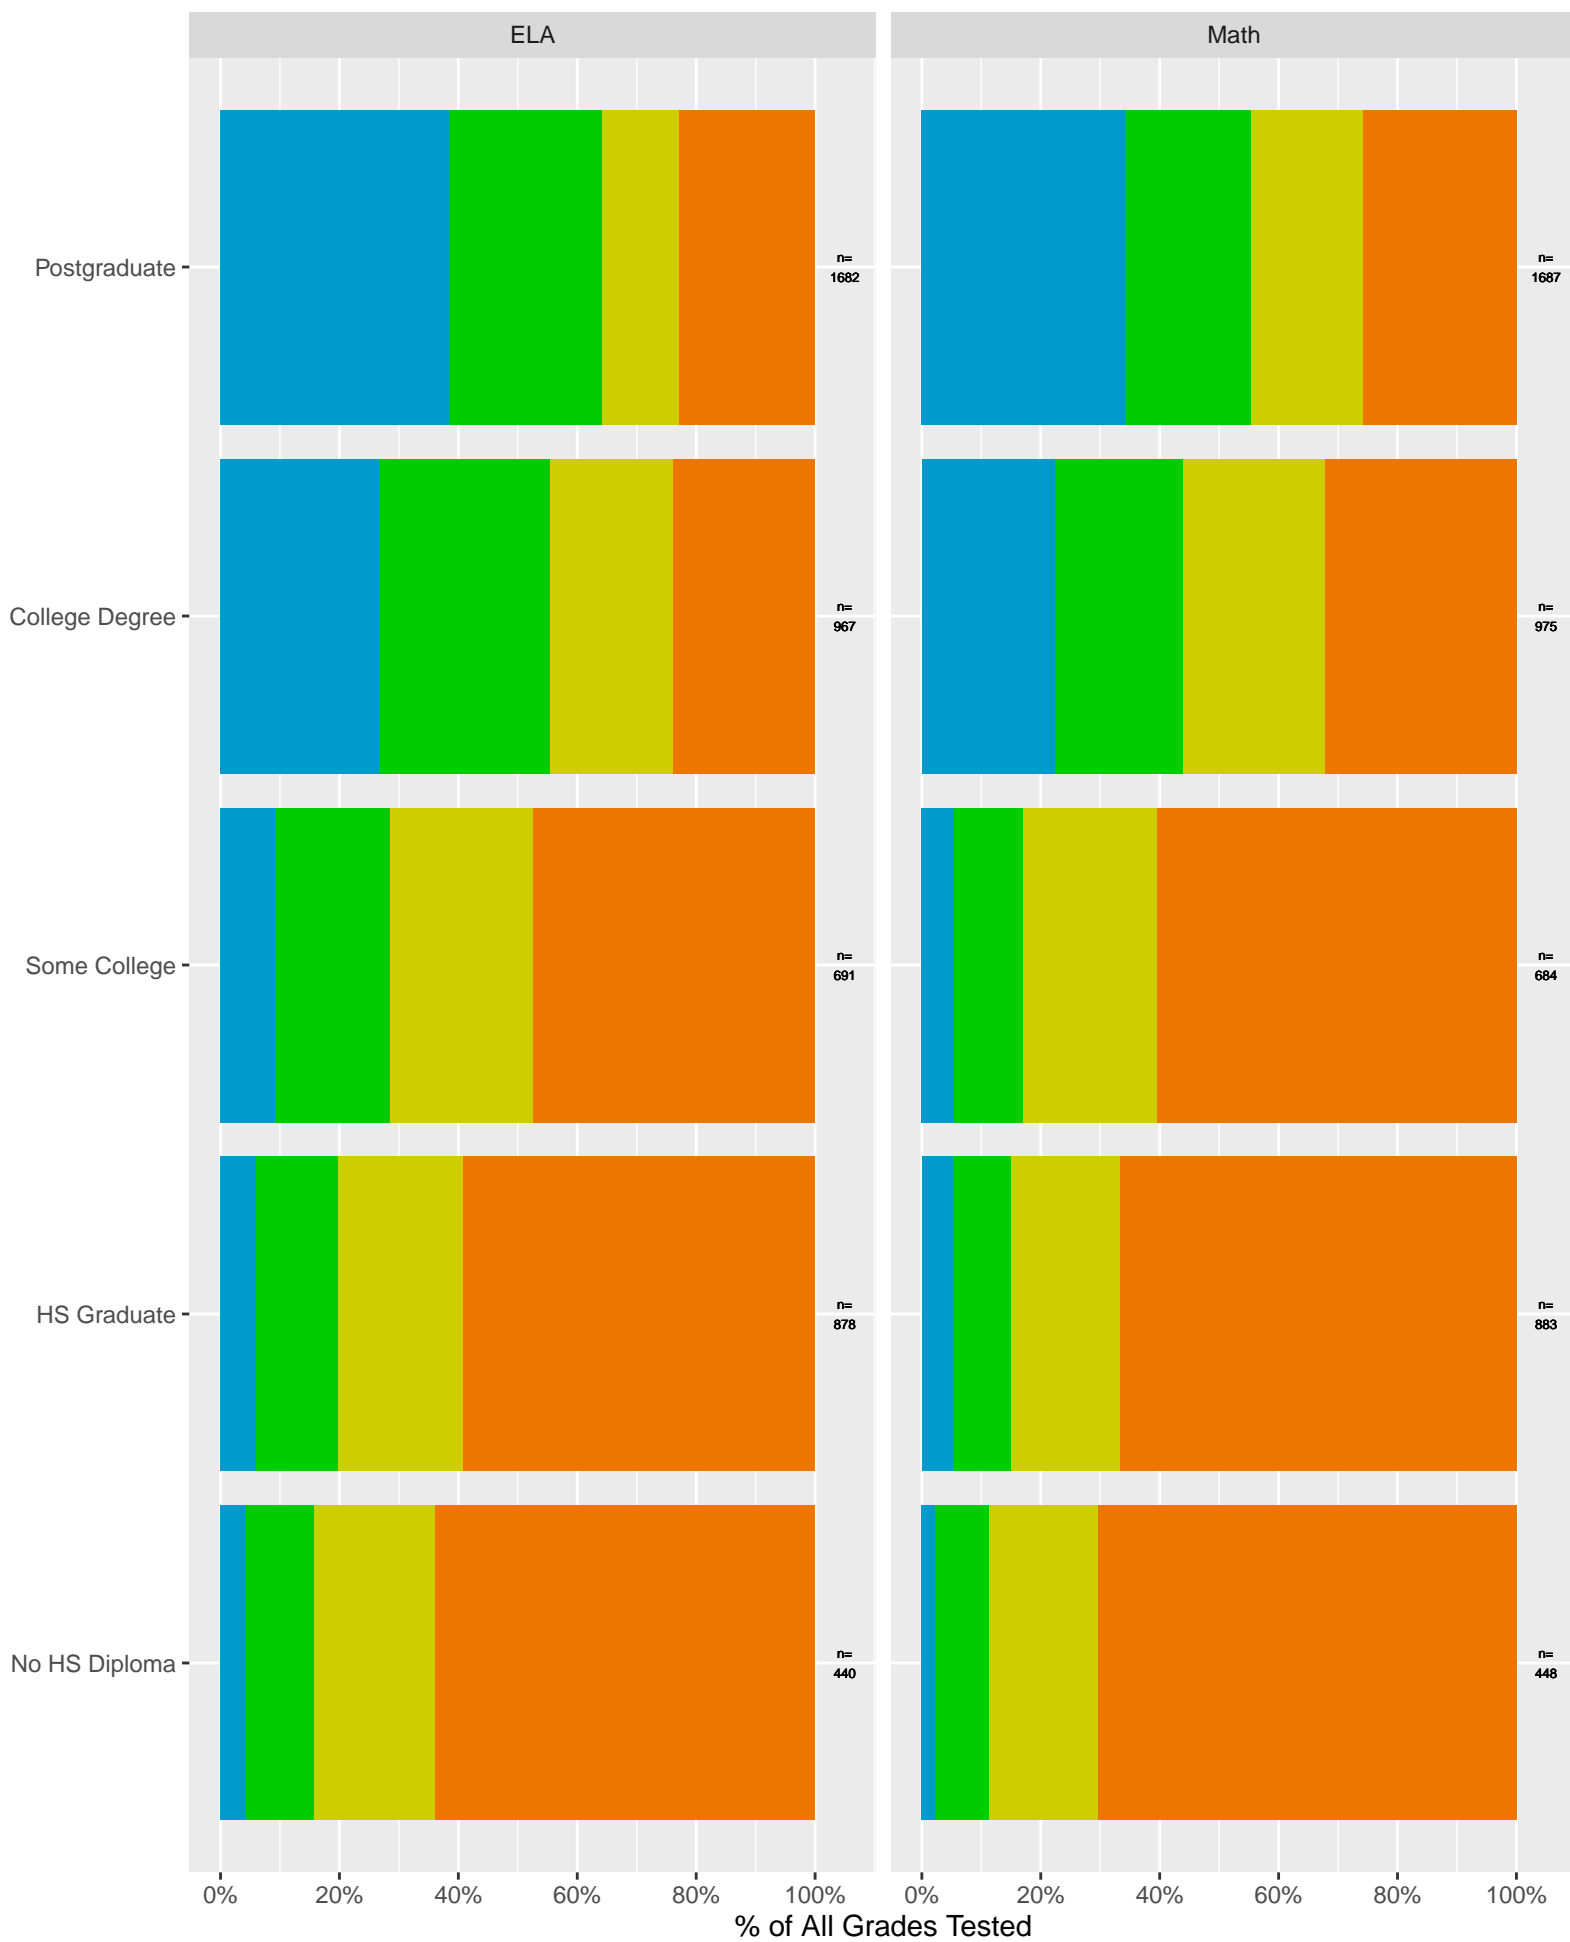 ELA
Math
Postgraduate
n=
1682
n=
1687
College Degree
n=
967
n=
975
Some College
n=
691
n=
684
HS Graduate
n=
878
n=
883
No HS Diploma
n=
440
n=
448
0% 20% 40% 60% 80% 100%
0% 20% 40% 60% 80% 100%
% of All Grades Tested